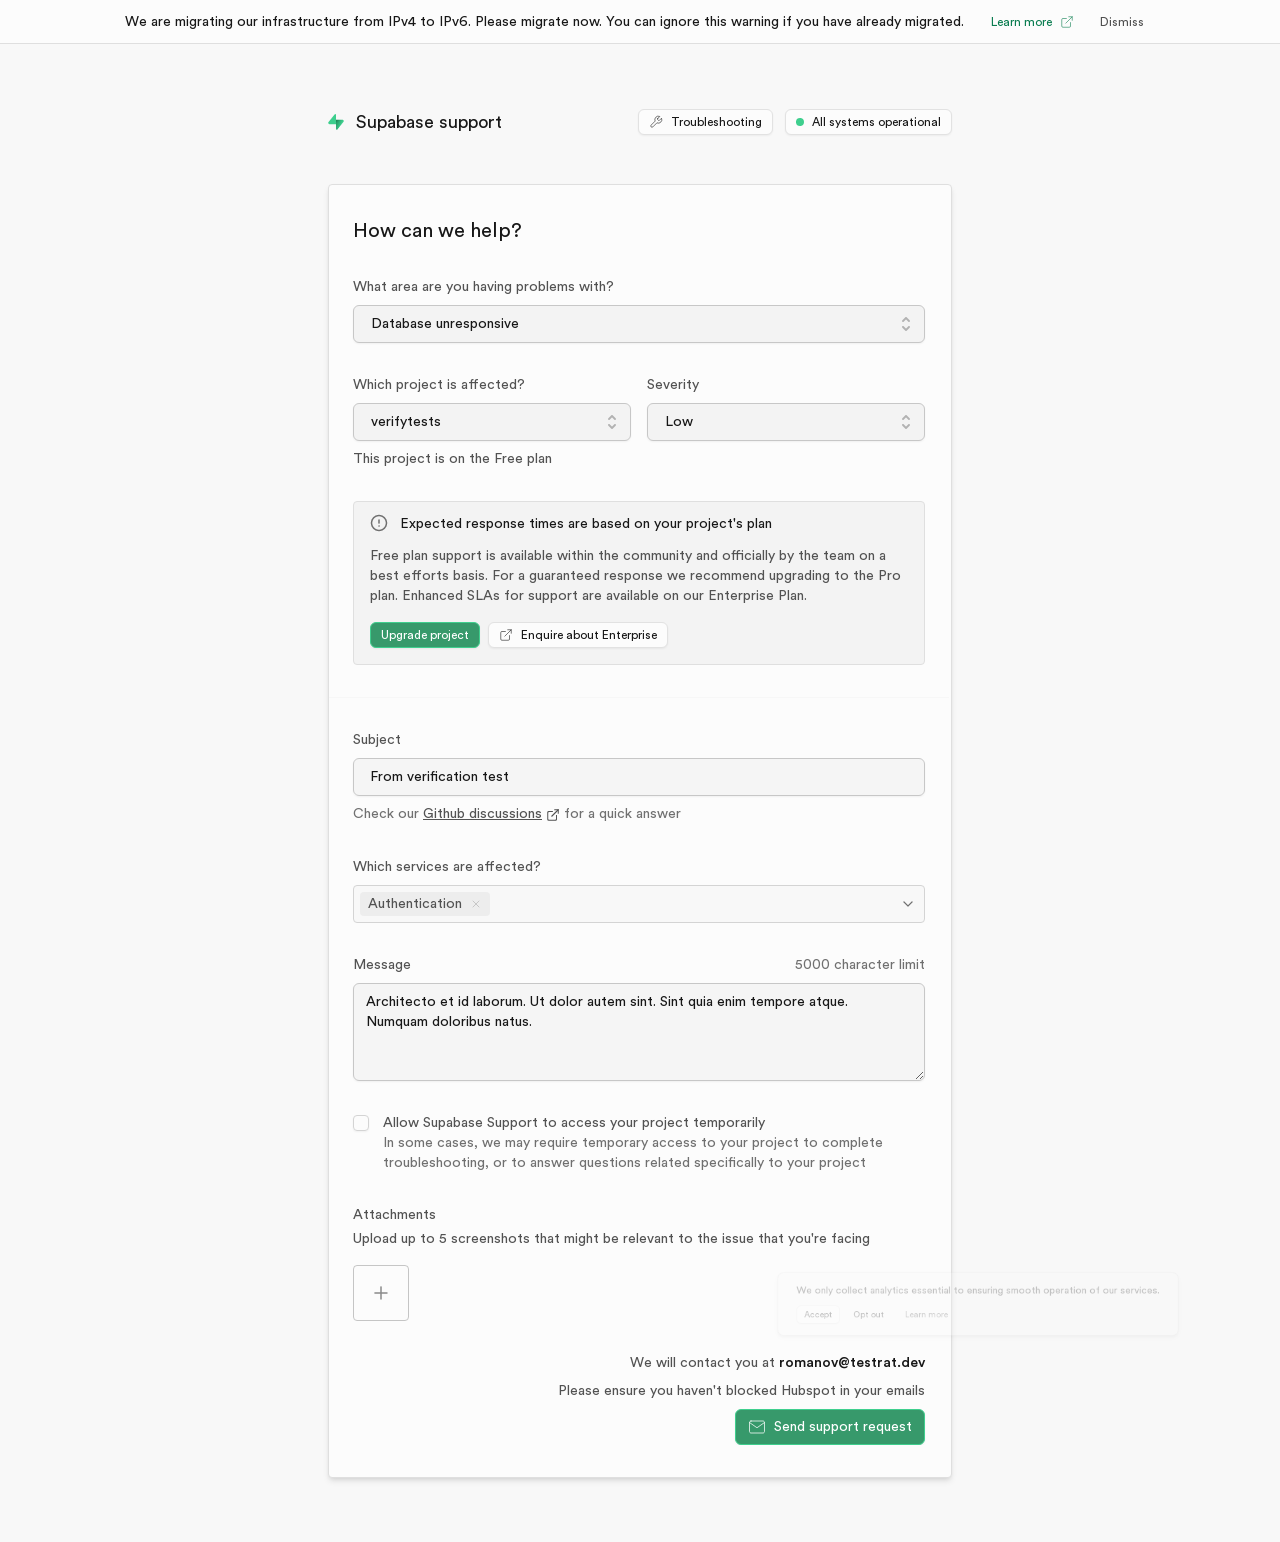 We are migrating our infrastructure from IPv4 to IPv6. Please migrate now. You can ignore this warning if you have already migrated. Learn more Dismiss
Supabase support Troubleshooting All systems operational
How can we help?
What area are you having problems with?
Database unresponsive
Which project is affected? Severity
verifytests Low
This project is on the Free plan
Expected response times are based on your project's plan
Free plan support is available within the community and officially by the team on a
best efforts basis. For a guaranteed response we recommend upgrading to the Pro
plan. Enhanced SLAs for support are available on our Enterprise Plan.
Upgrade project Enquire about Enterprise
Subject
From verification test
Check our Github discussions for a quick answer
Which services are affected?
Authentication
Message 5000 character limit
Architecto et id laborum. Ut dolor autem sint. Sint quia enim tempore atque.
Numquam doloribus natus.
Allow Supabase Support to access your project temporarily
In some cases, we may require temporary access to your project to complete
troubleshooting, or to answer questions related specifically to your project
Attachments
Upload up to 5 screenshots that might be relevant to the issue that you're facing
We only collect analytics essential to ensuring smooth operation of our services.
Accept Opt out Learn more
We will contact you at romanov@testrat.dev
Please ensure you haven't blocked Hubspot in your emails
Send support request